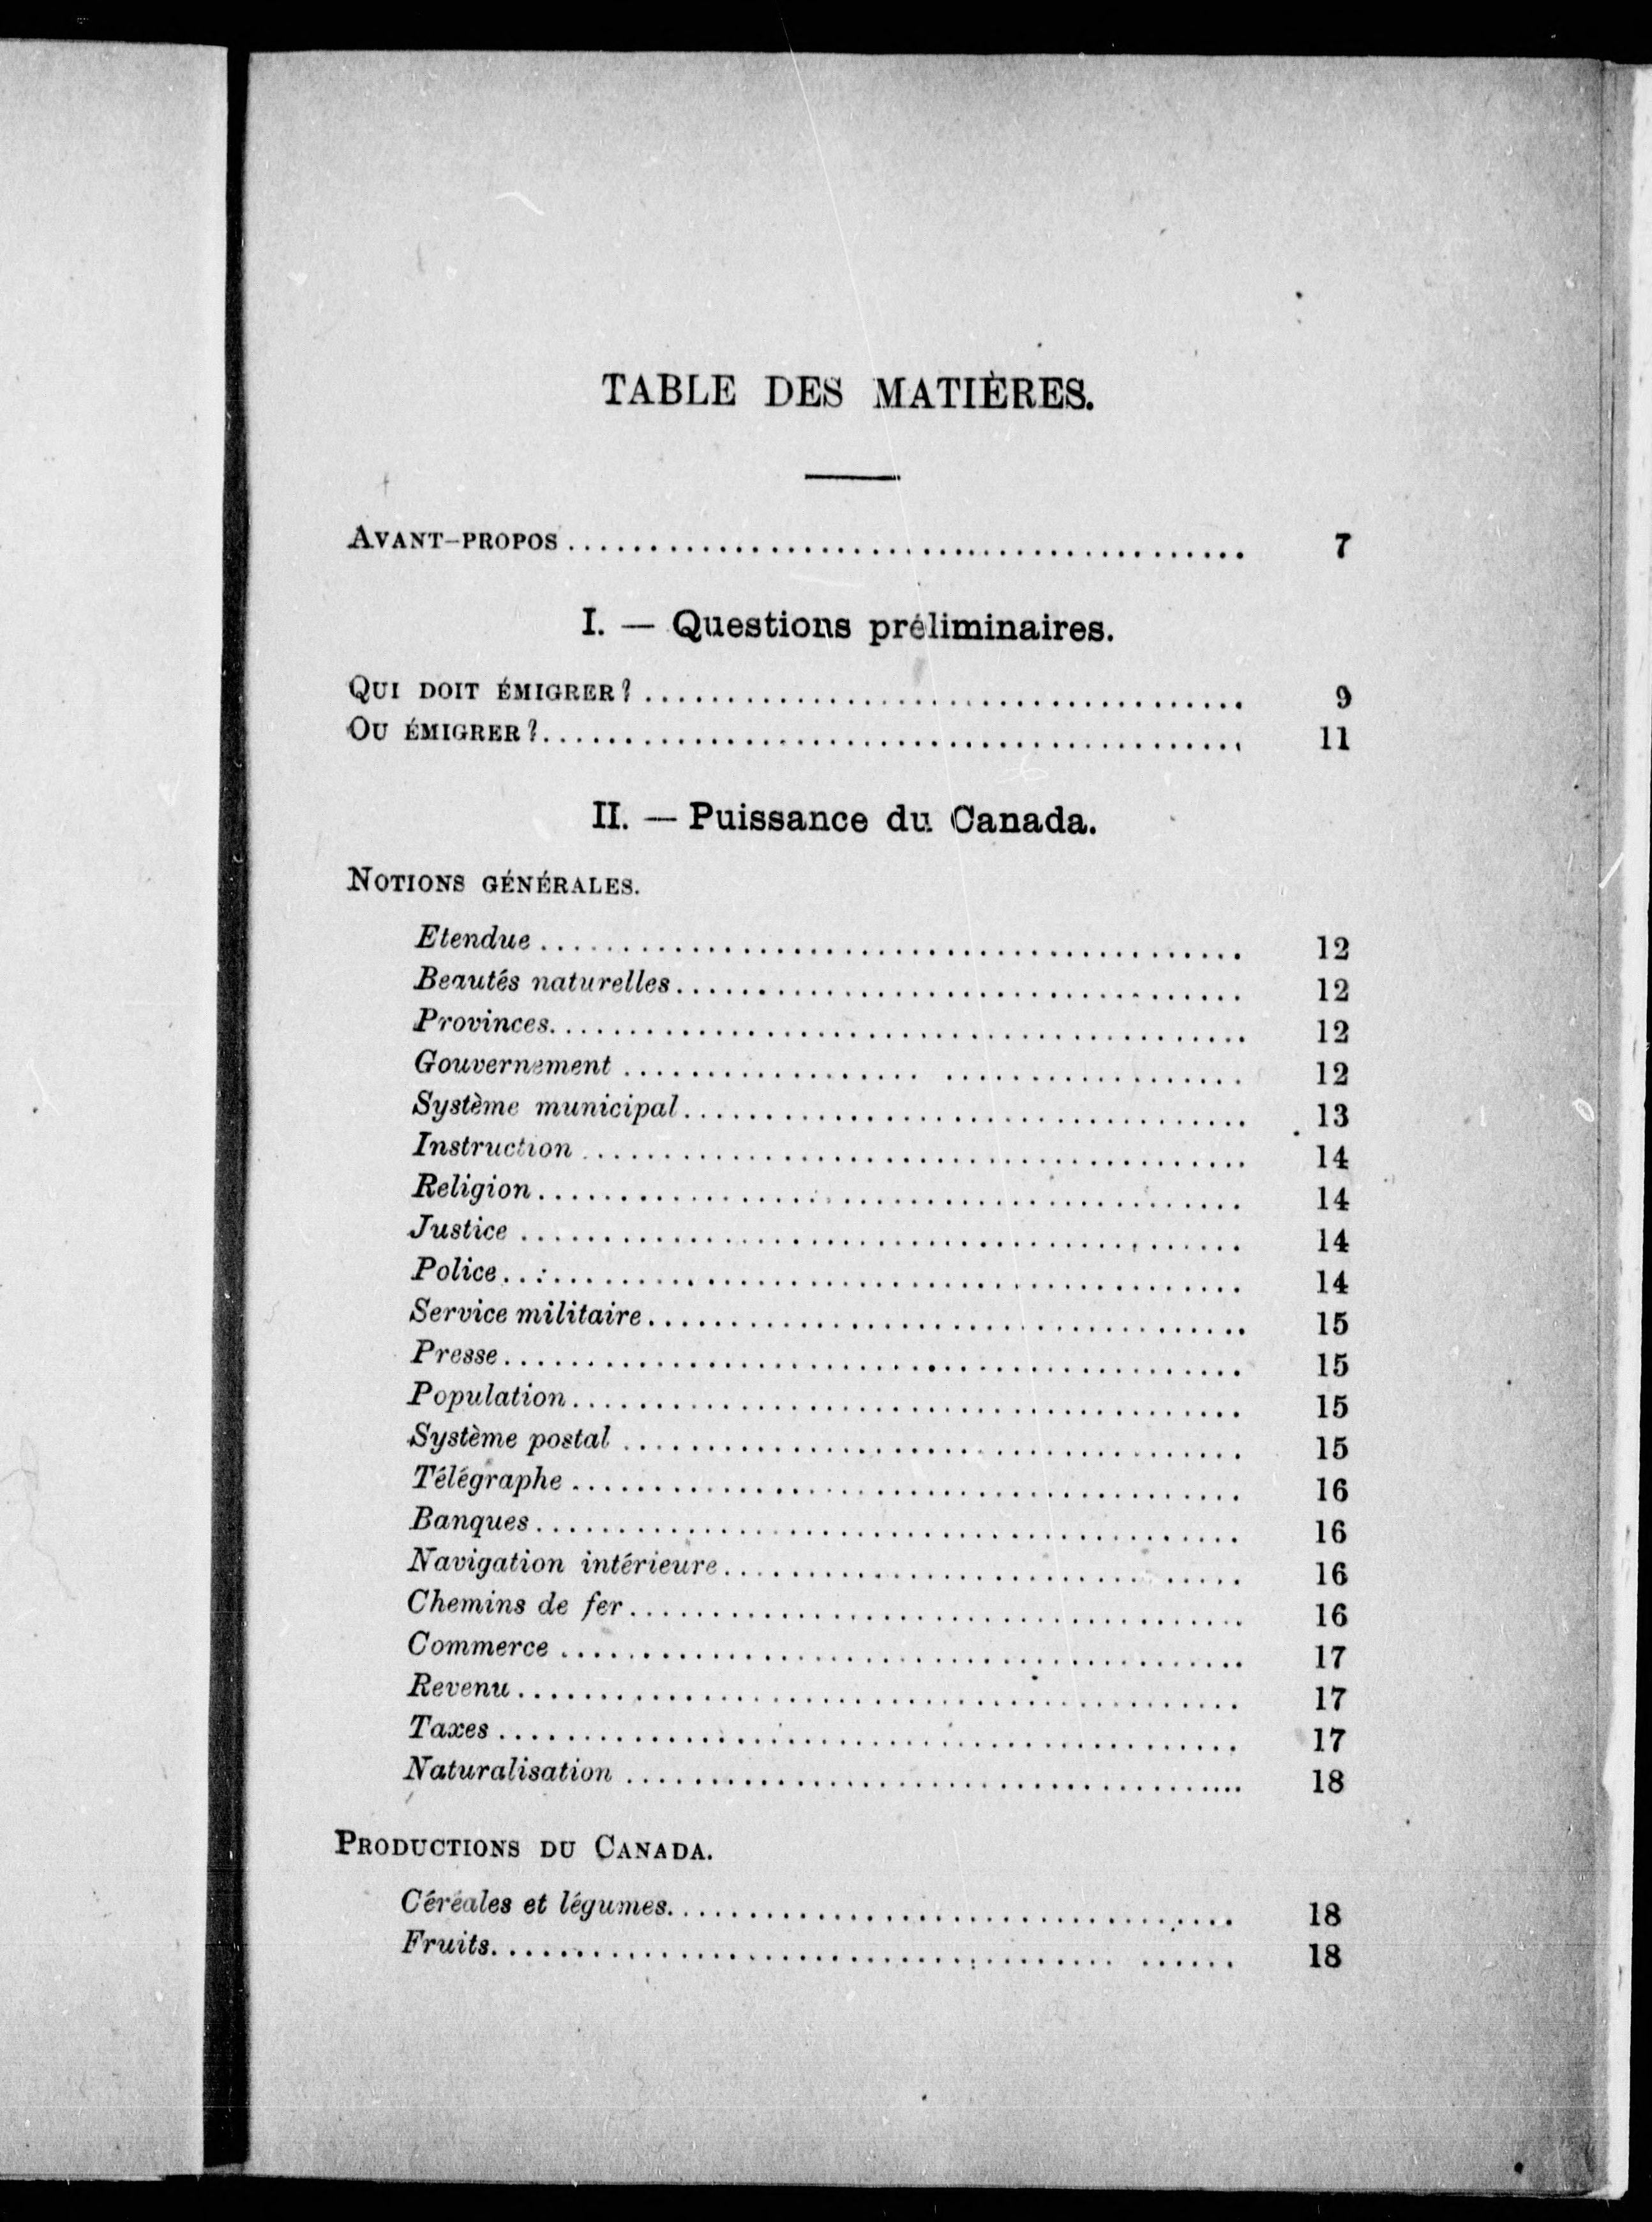 TABLE DES MATIÈRES.
AVANT-PROPOS ........................................ 7
I. — Questions préliminaires.
QUI DOIT ÉMIGRER? ........................................ 9
OU ÉMIGRER? ........................................ 11
II. — Puissance du Canada.
NOTIONS GÉNÉRALES.
Etendue ........................................ 12
Beautés naturelles ........................................ 12
Provinces ........................................ 12
Gouvernement ........................................ 12
Système municipal ........................................ 13
Instruction ........................................ 14
Religion ........................................ 14
Justice ........................................ 14
Police ........................................ 14
Service militaire ........................................ 15
Presse ........................................ 15
Population ........................................ 15
Système postal ........................................ 15
Télégraphe ........................................ 16
Banques ........................................ 16
Navigation intérieure ........................................ 16
Chemins de fer ........................................ 16
Commerce ........................................ 17
Revenu ........................................ 17
Taxes ........................................ 17
Naturalisation ........................................ 18
PRODUCTIONS DU CANADA.
Céréales et légumes ........................................ 18
Fruits ........................................ 18